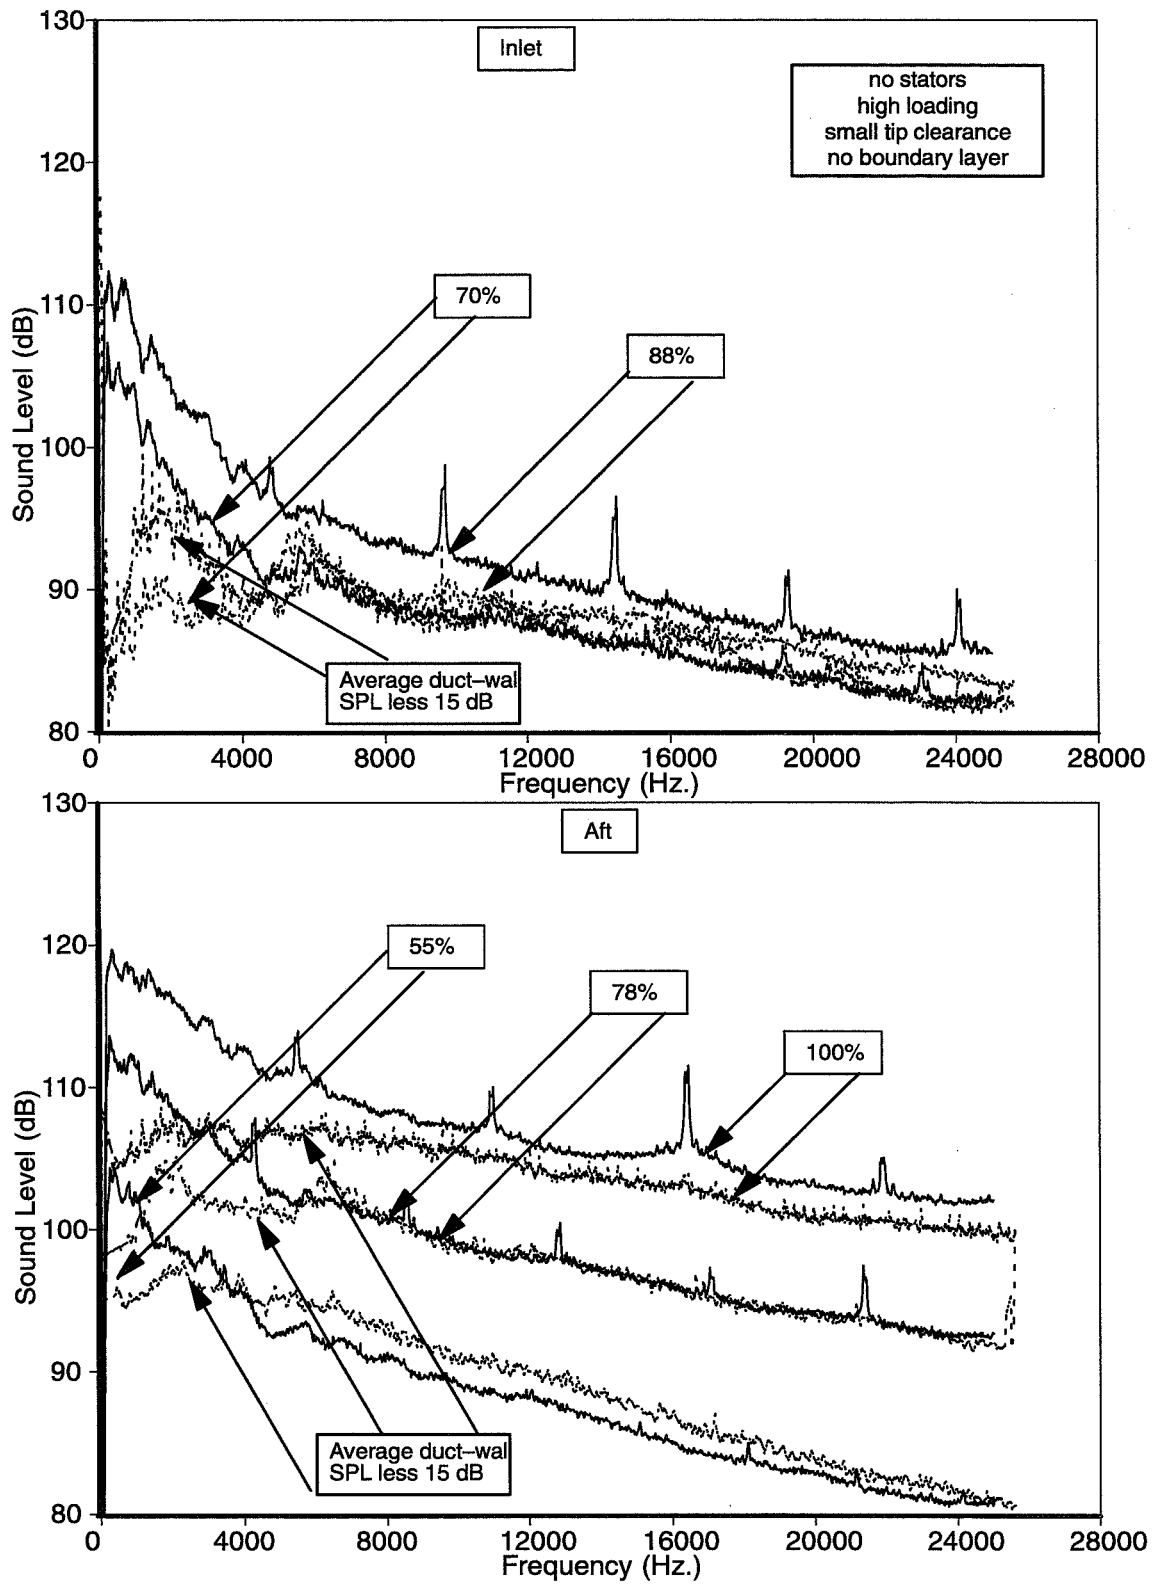 130
Inlet
no stators
high loading
small tip clearance
no boundary layer
120
70%
110
88%
Sound Level (dB)
100
90
Average duct–wal
SPL less 15 dB
80
0 4000 8000 12000 16000 20000 24000 28000
Frequency (Hz.)
130
Aft
120
55%
78%
100%
110
Sound Level (dB)
100
90
Average duct–wal
SPL less 15 dB
80
0 4000 8000 12000 16000 20000 24000 28000
Frequency (Hz.)